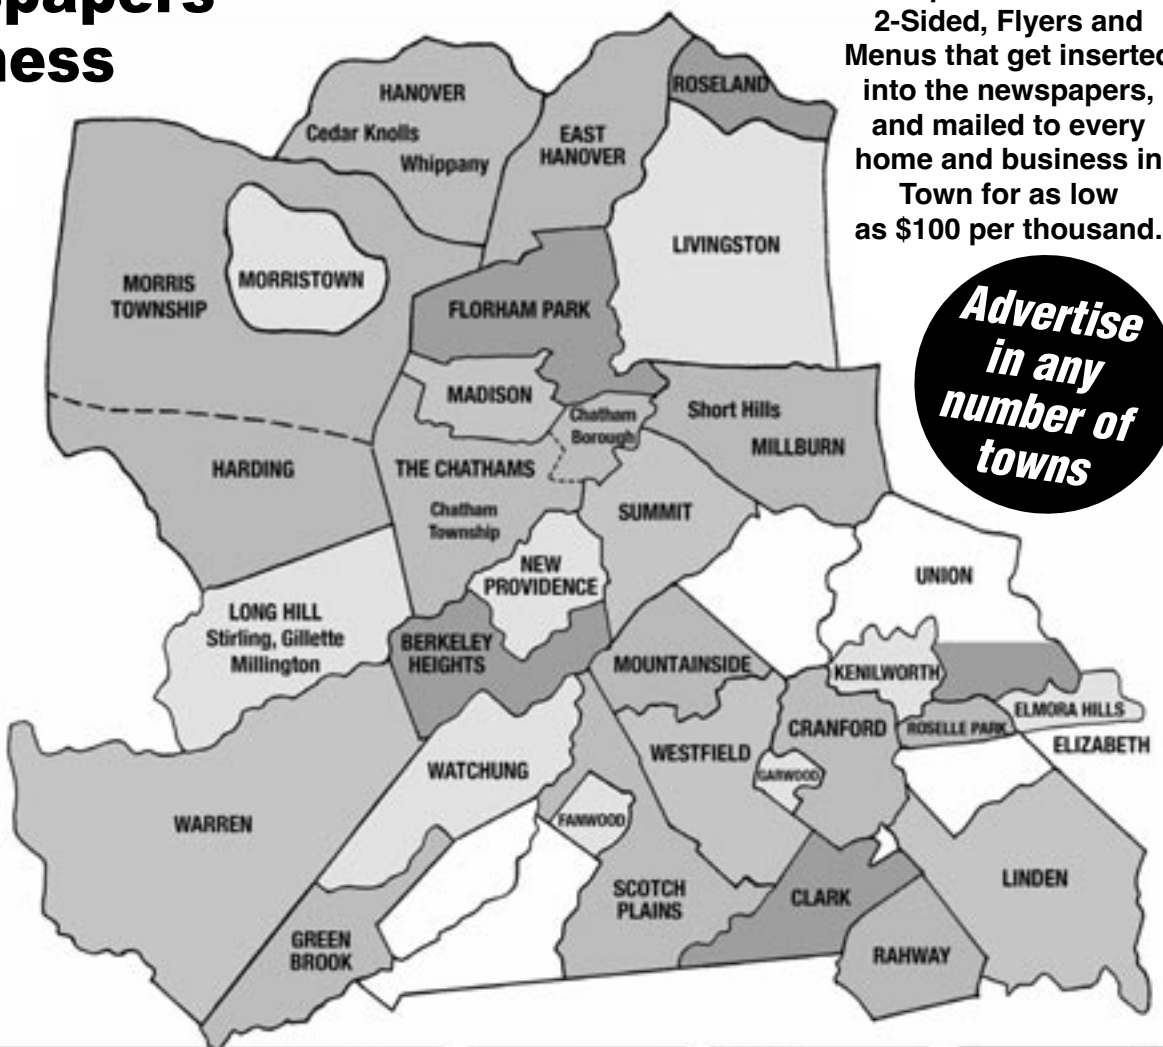 ness
2-Sided, Flyers and
Menus that get inserted
into the newspapers,
and mailed to every
home and business in
Town for as low
as $100 per thousand.
Advertise
in any
number of
towns
HANOVER
Cedar Knolls
Whippany
EAST
HANOVER
ROSELAND
LIVINGSTON
MORRIS
TOWNSHIP
MORRISTOWN
FLORHAM PARK
MADISON
Chatham
Borough
Short Hills
MILLBURN
HARDING
THE CHATHAMS
Chatham
Township
SUMMIT
NEW
PROVIDENCE
UNION
LONG HILL
Stirling, Gillette
Millington
BERKELEY
HEIGHTS
MOUNTAINSIDE
KENILWORTH
ELMORA HILLS
ROSELLE PARK
ELIZABETH
CRANFORD
WESTFIELD
GARWOOD
WATCHUNG
WARREN
FANWOOD
SCOTCH
PLAINS
CLARK
LINDEN
GREEN
BROOK
RAHWAY